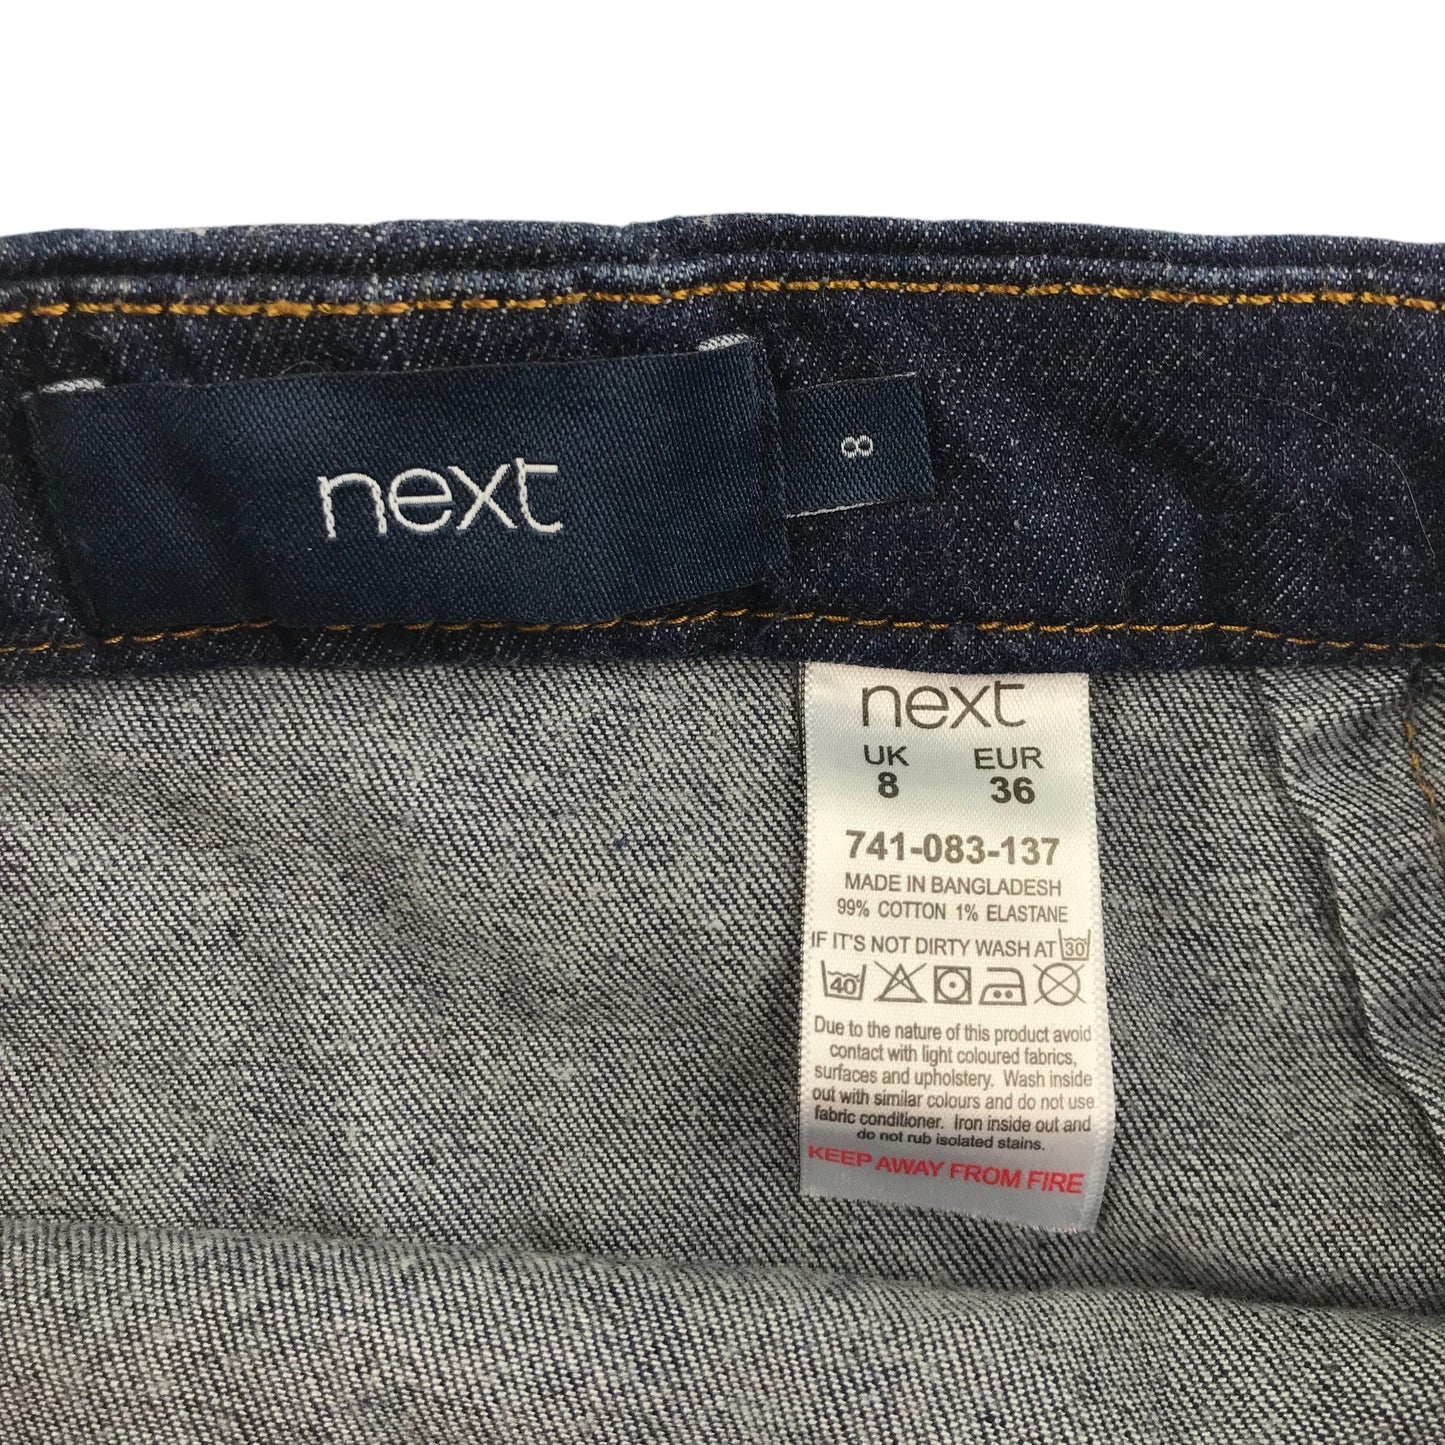 next
8
next
UK EUR
8 36
741-083-137
MADE IN BANGLADESH
99% COTTON 1% ELASTANE
IF IT'S NOT DIRTY WASH AT 30
40
Due to the nature of this product avoid
contact with light coloured fabrics,
surfaces and upholstery. Wash inside
out with similar colours and do not use
fabric conditioner. Iron inside out and
do not rub isolated stains.
KEEP AWAY FROM FIRE